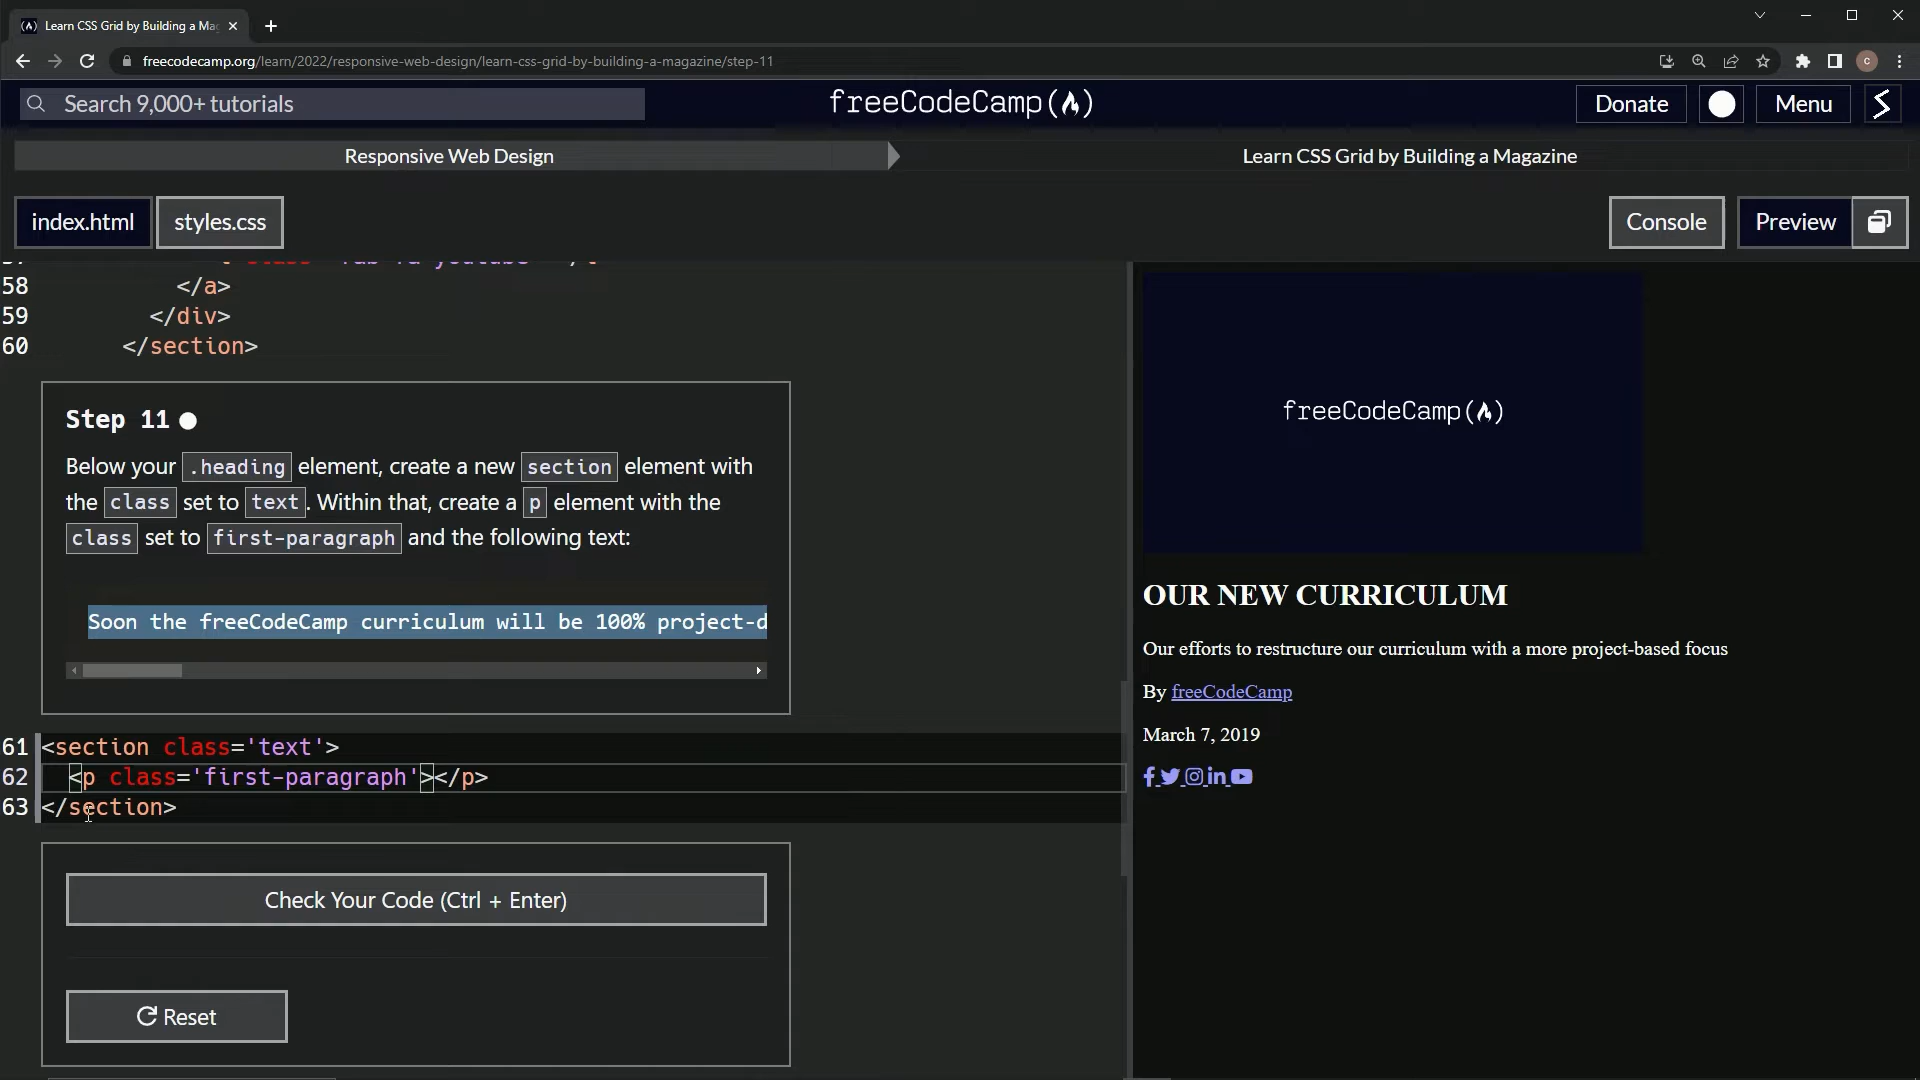 Learn CSS Grid by Building a Ma
freecodecamp.org/learn/2022/responsive-web-design/learn-css-grid-by-building-a-magazine/step-11
C
Search 9,000+ tutorials
freeCodeCamp
Donate
Menu
Responsive Web Design
Learn CSS Grid by Building a Magazine
index.html
styles.css
Console
Preview
58 </a>
59 </div>
60 </section>
Step 11
Below your .heading element, create a new section element with
the class set to text. Within that, create a p element with the
class set to first-paragraph and the following text:
Soon the freeCodeCamp curriculum will be 100% project-d
61 <section class='text'>
62 <p class='first-paragraph'></p>
63 </section>
Check Your Code (Ctrl + Enter)
Reset
freeCodeCamp
OUR NEW CURRICULUM
Our efforts to restructure our curriculum with a more project-based focus
By freeCodeCamp
March 7, 2019